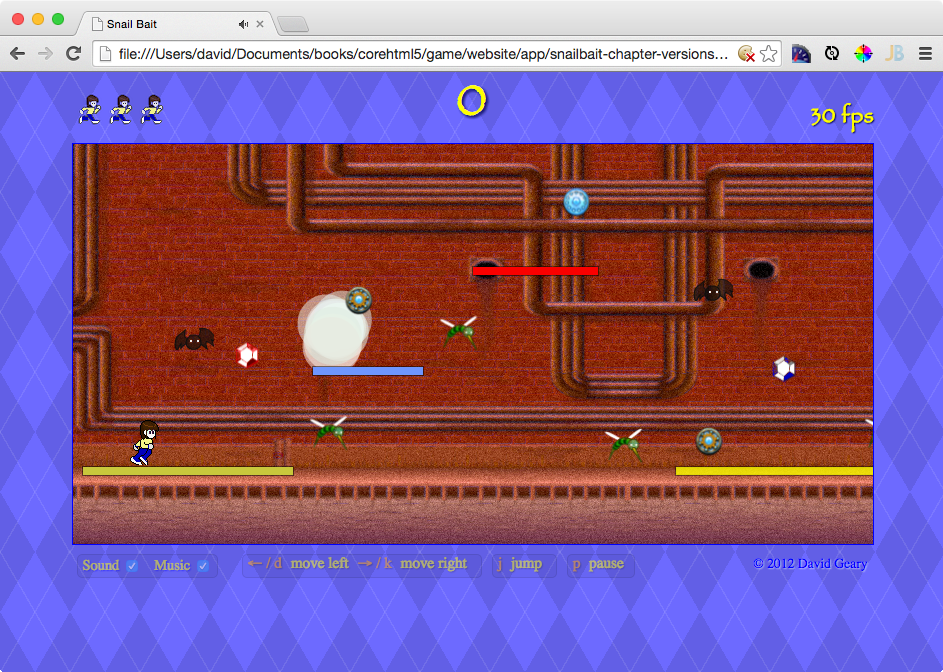 Snail Bait
file:///Users/david/Documents/books/corehtml5/game/website/app/snailbait-chapter-versions...
JB
0
30 fps
Sound Music ← / d move left → / k move right j jump p pause © 2012 David Geary